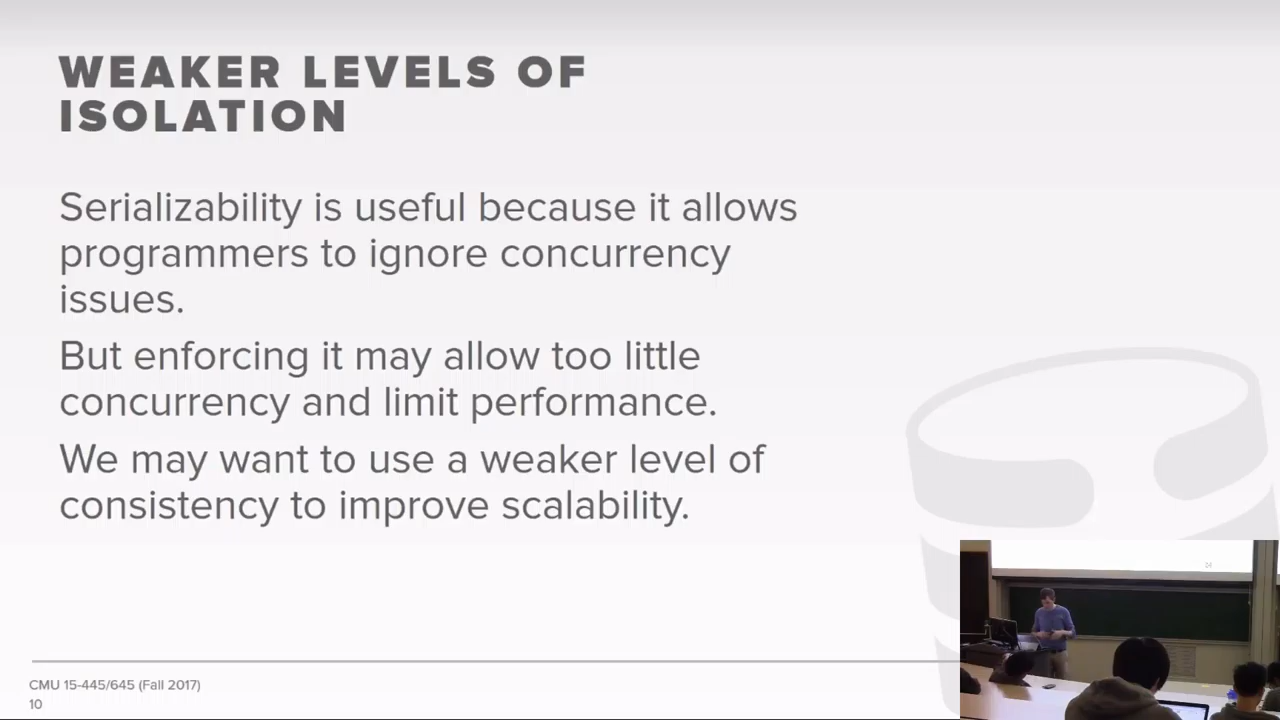 WEAKER LEVELS OF
ISOLATION
Serializability is useful because it allows
programmers to ignore concurrency
issues.
But enforcing it may allow too little
concurrency and limit performance.
We may want to use a weaker level of
consistency to improve scalability.
CMU 15-445/645 (Fall 2017)
10